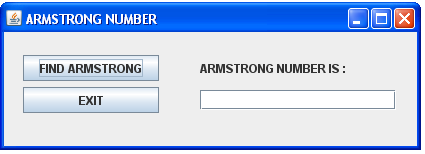 ARMSTRONG NUMBER
FIND ARMSTRONG
ARMSTRONG NUMBER IS :
EXIT